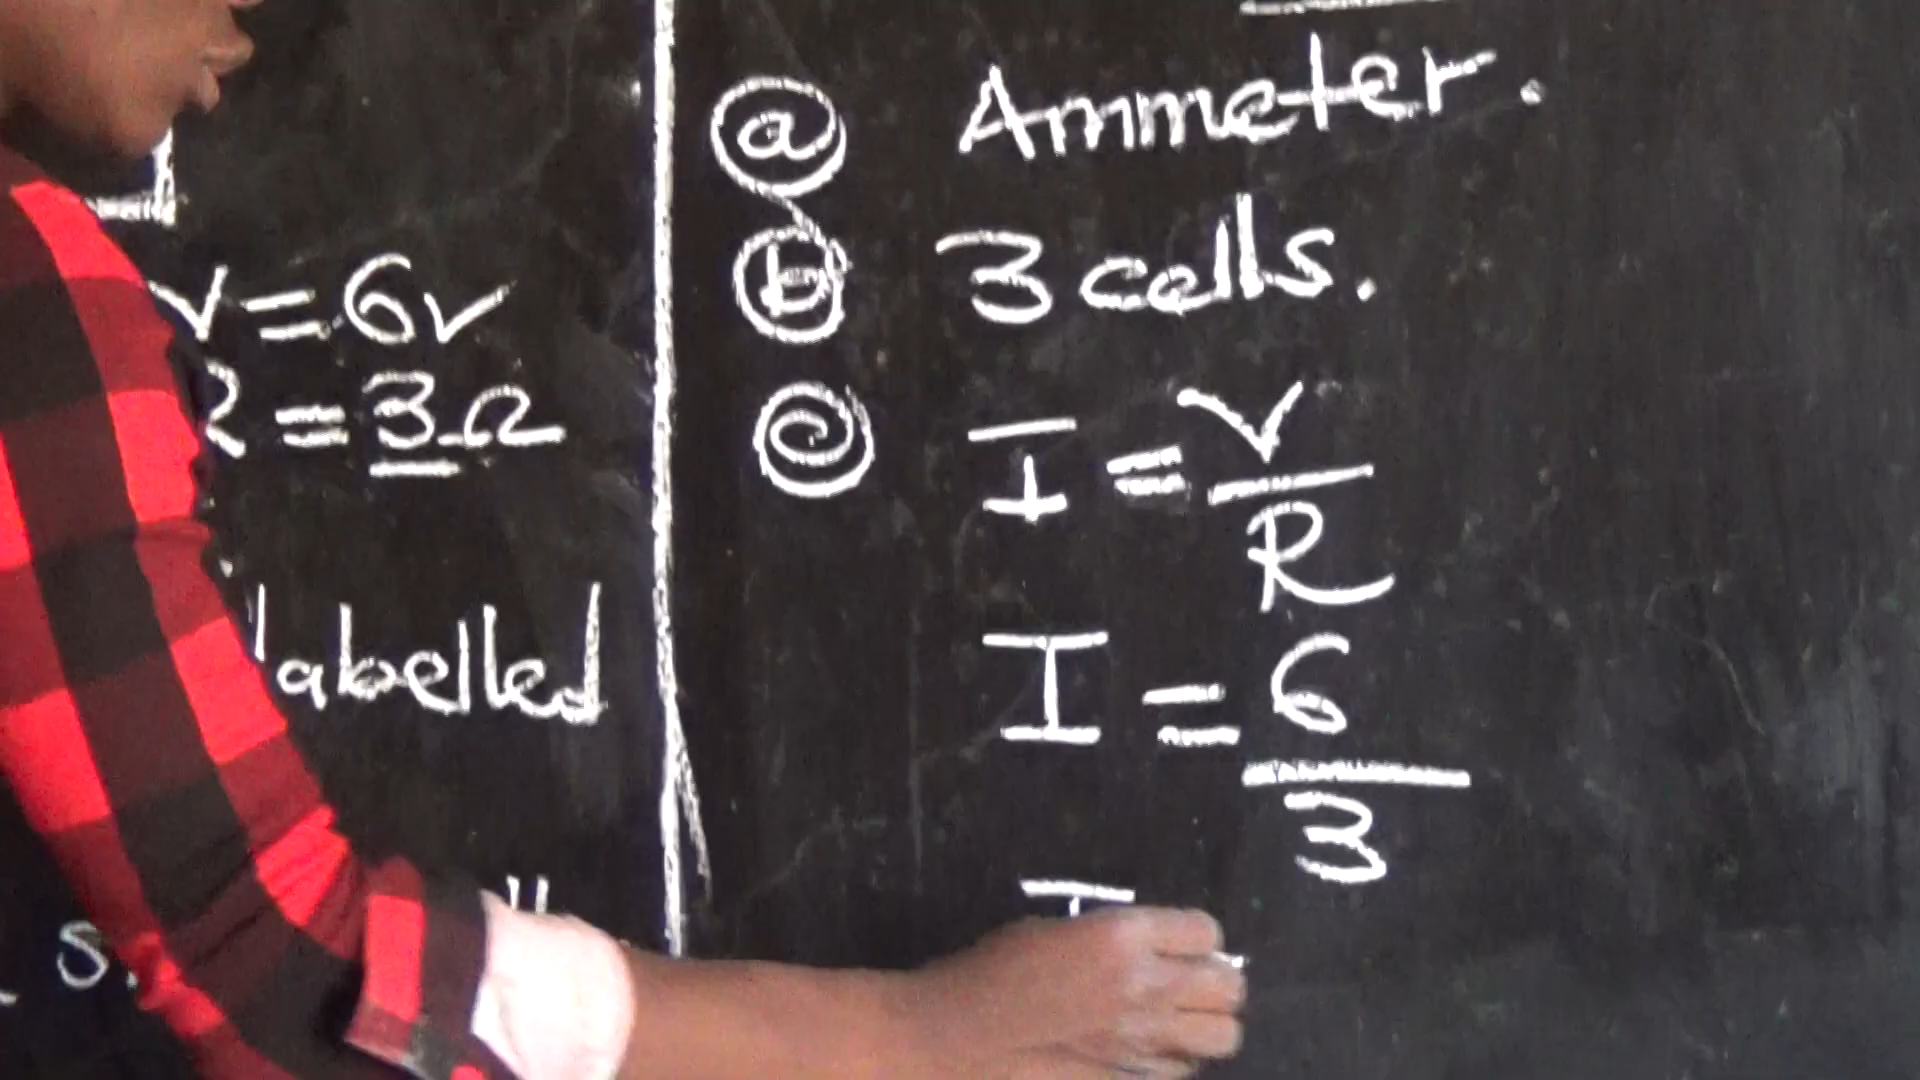 V = 6v
R = 3Ω
labelled
ⓐ Ammeter.
ⓑ 3 cells.
ⓒ I = V/R
I = 6/3
I